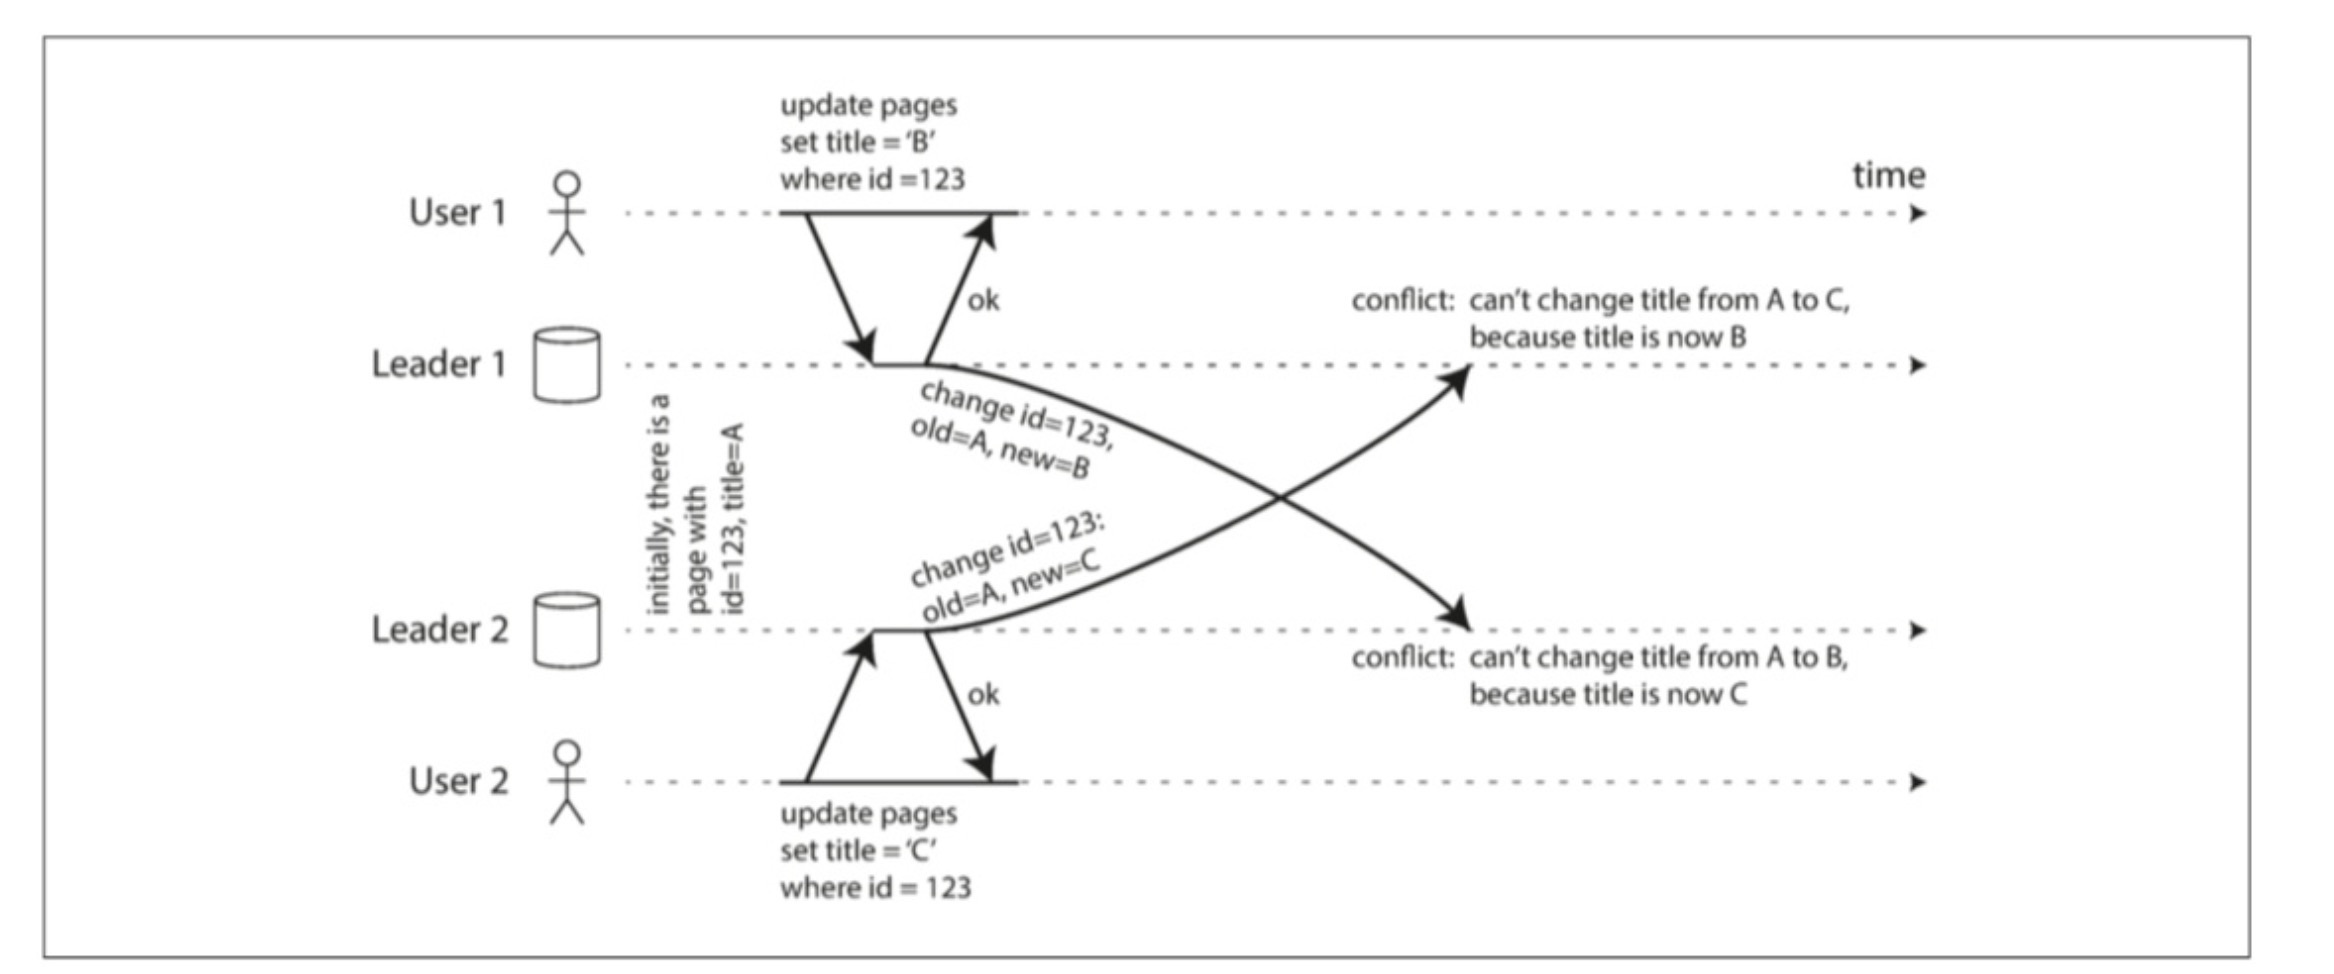 update pages
set title = ‘B’
where id =123
time
User 1
ok
conflict: can’t change title from A to C,
because title is now B
Leader 1
change id=123,
old=A, new=B
initially, there is a
page with
id=123, title=A
change id=123:
old=A, new=C
Leader 2
conflict: can’t change title from A to B,
because title is now C
ok
User 2
update pages
set title = ‘C’
where id = 123